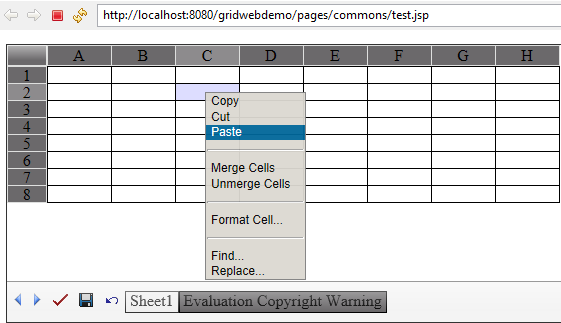 http://localhost:8080/gridwebdemo/pages/commons/test.jsp
A B C D E F G H
1
2
3
4
5
6
7
8
Copy
Cut
Paste
Merge Cells
Unmerge Cells
Format Cell...
Find...
Replace...
Sheet1 Evaluation Copyright Warning